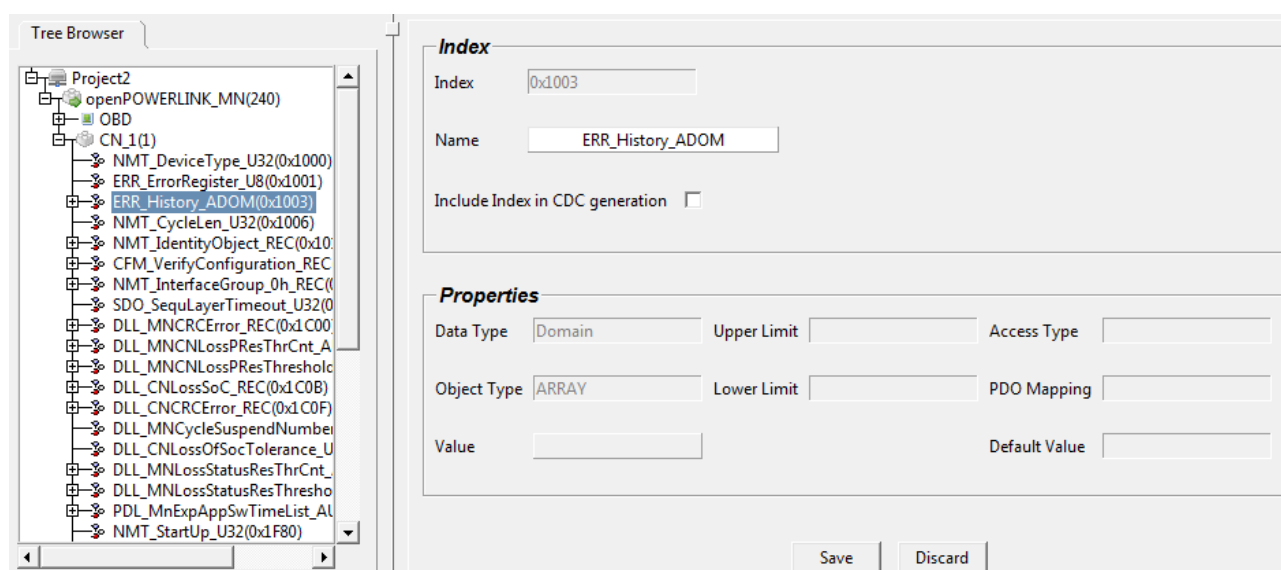 Tree Browser
Project2
openPOWERLINK_MN(240)
OBD
CN_1(1)
NMT_DeviceType_U32(0x1000)
ERR_ErrorRegister_U8(0x1001)
ERR_History_ADOM(0x1003)
NMT_CycleLen_U32(0x1006)
NMT_IdentityObject_REC(0x10
CFM_VerifyConfiguration_REC
NMT_InterfaceGroup_0h_REC((
SDO_SequLayerTimeout_U32(0
DLL_MNCRCError_REC(0x1C00
DLL_MNCNLossPResThrCnt_A
DLL_MNCNLossPResThreshold
DLL_CNLossSoC_REC(0x1C0B)
DLL_CNCRCError_REC(0x1C0F)
DLL_MNCycleSuspendNumber
DLL_CNLossOfSocTolerance_U
DLL_MNLossStatusResThrCnt_
DLL_MNLossStatusResThresho
PDL_MnExpAppSwTimeList_AU
NMT_StartUp_U32(0x1F80)
Index
Index 0x1003
Name ERR_History_ADOM
Include Index in CDC generation
Properties
Data Type Domain Upper Limit Access Type
Object Type ARRAY Lower Limit PDO Mapping
Value Default Value
Save Discard